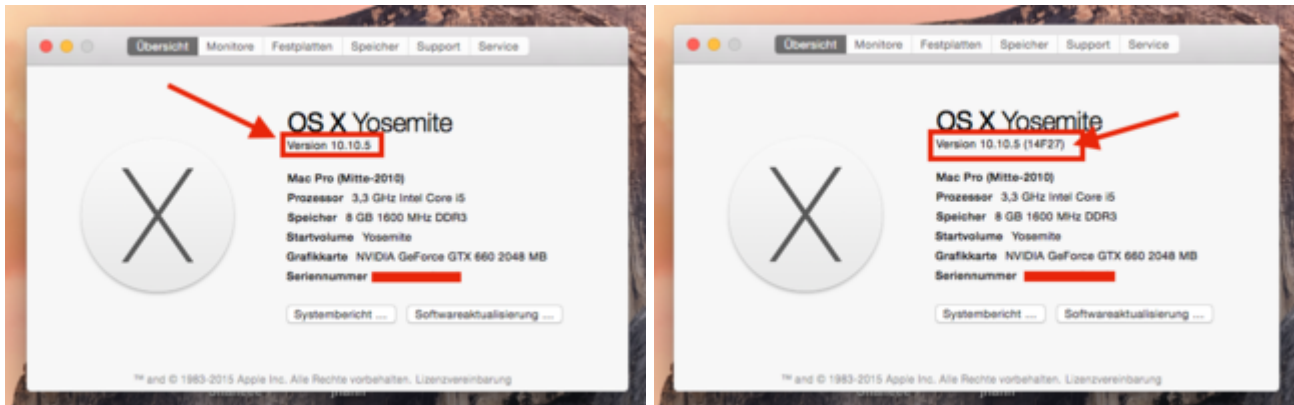 Übersicht Monitore Festplatten Speicher Support Service
OS X Yosemite
Version 10.10.5
Mac Pro (Mitte-2010)
Prozessor 3,3 GHz Intel Core i5
Speicher 8 GB 1600 MHz DDR3
Startvolume Yosemite
Grafikkarte NVIDIA GeForce GTX 660 2048 MB
Seriennummer
Systembericht ... Softwareaktualisierung ...
™ and © 1983-2015 Apple Inc. Alle Rechte vorbehalten. Lizenzvereinbarung
Übersicht Monitore Festplatten Speicher Support Service
OS X Yosemite
Version 10.10.5 (14F27)
Mac Pro (Mitte-2010)
Prozessor 3,3 GHz Intel Core i5
Speicher 8 GB 1600 MHz DDR3
Startvolume Yosemite
Grafikkarte NVIDIA GeForce GTX 660 2048 MB
Seriennummer
Systembericht ... Softwareaktualisierung ...
™ and © 1983-2015 Apple Inc. Alle Rechte vorbehalten. Lizenzvereinbarung